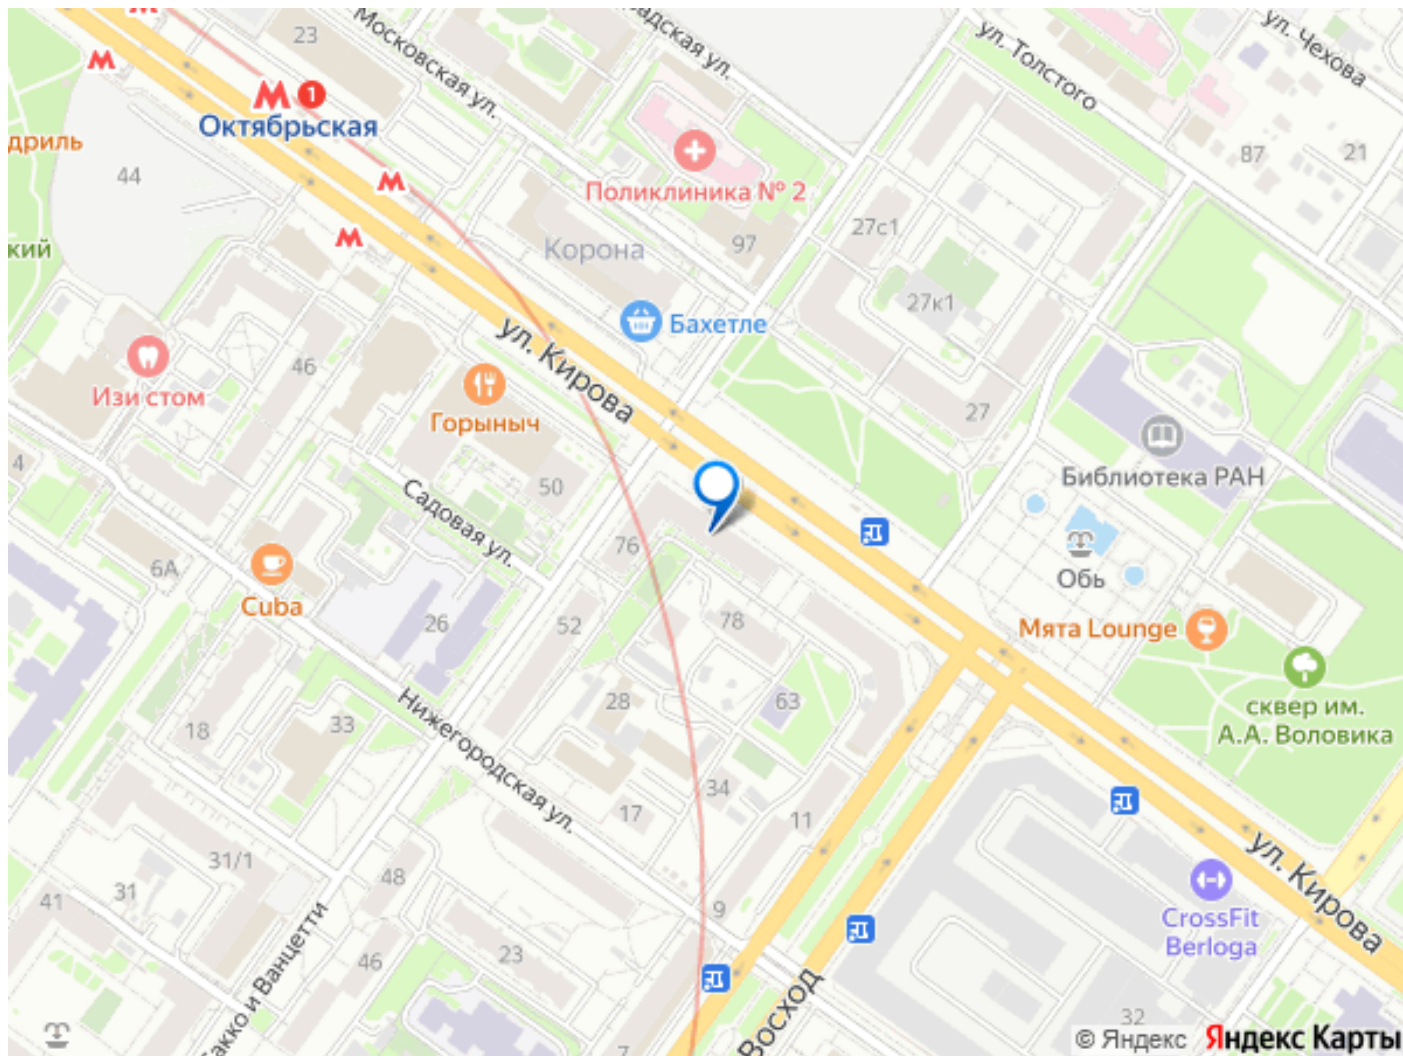 23
Московская ул.
адская ул.
ул. Толстого
ул. Чехова
М 1
Октябрьская
дриль
44
87
21
Поликлиника № 2
97
27с1
27к1
кий
Корона
Бахетле
ул. Кирова
Изи стом
46
Горыныч
27
Библиотека РАН
4
50
Садовая ул.
76
6А
Cuba
26
52
78
Обь
Мята Lounge
сквер им.
А.А. Воловика
28
63
18
33
Нижегородская ул.
34
17
11
31/1
48
31
41
9
46
23
акко и Ванцетти
7
Восход
CrossFit
Berloga
ул. Кирова
32
© Яндекс Яндекс Карты